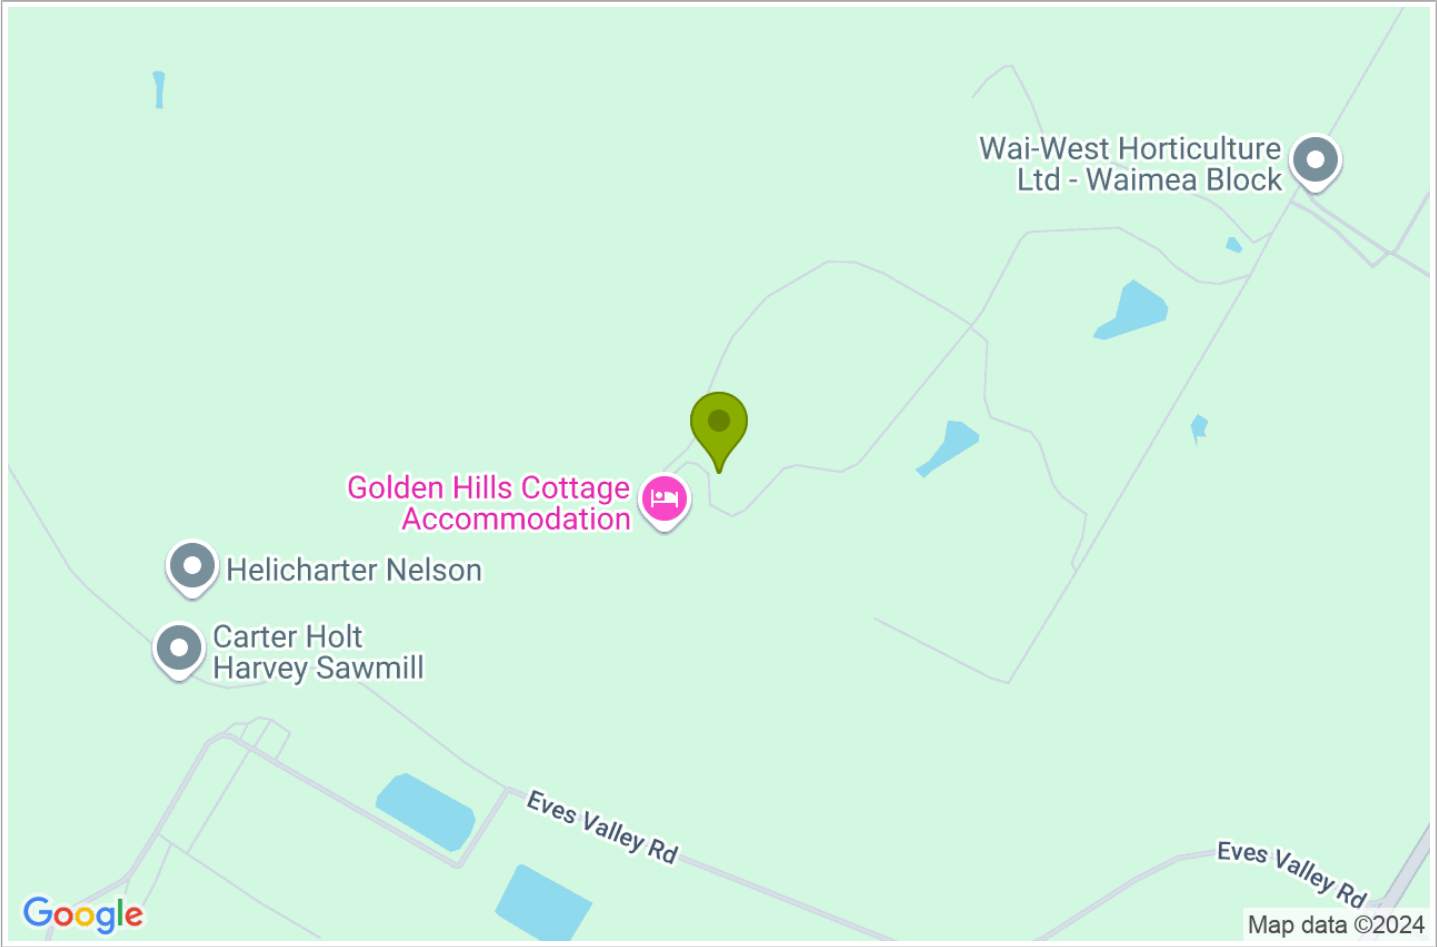 Wai-West Horticulture
Ltd - Waimea Block
Golden Hills Cottage
Accommodation
Helicharter Nelson
Carter Holt
Harvey Sawmill
Eves Valley Rd
Eves Valley Rd
Google
Map data ©2024